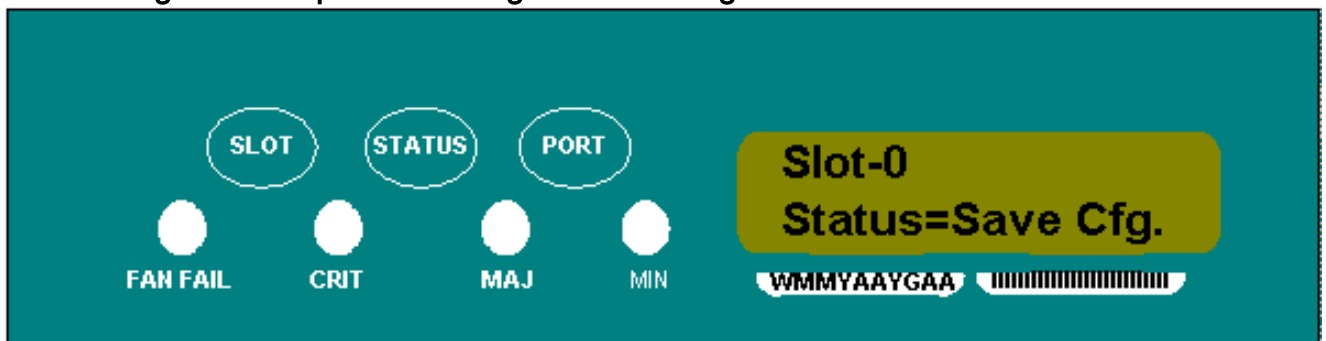 SLOT
STATUS
PORT
FAN FAIL
CRIT
MAJ
MIN
Slot-0
Status=Save Cfg.
WMMYAAYGAA